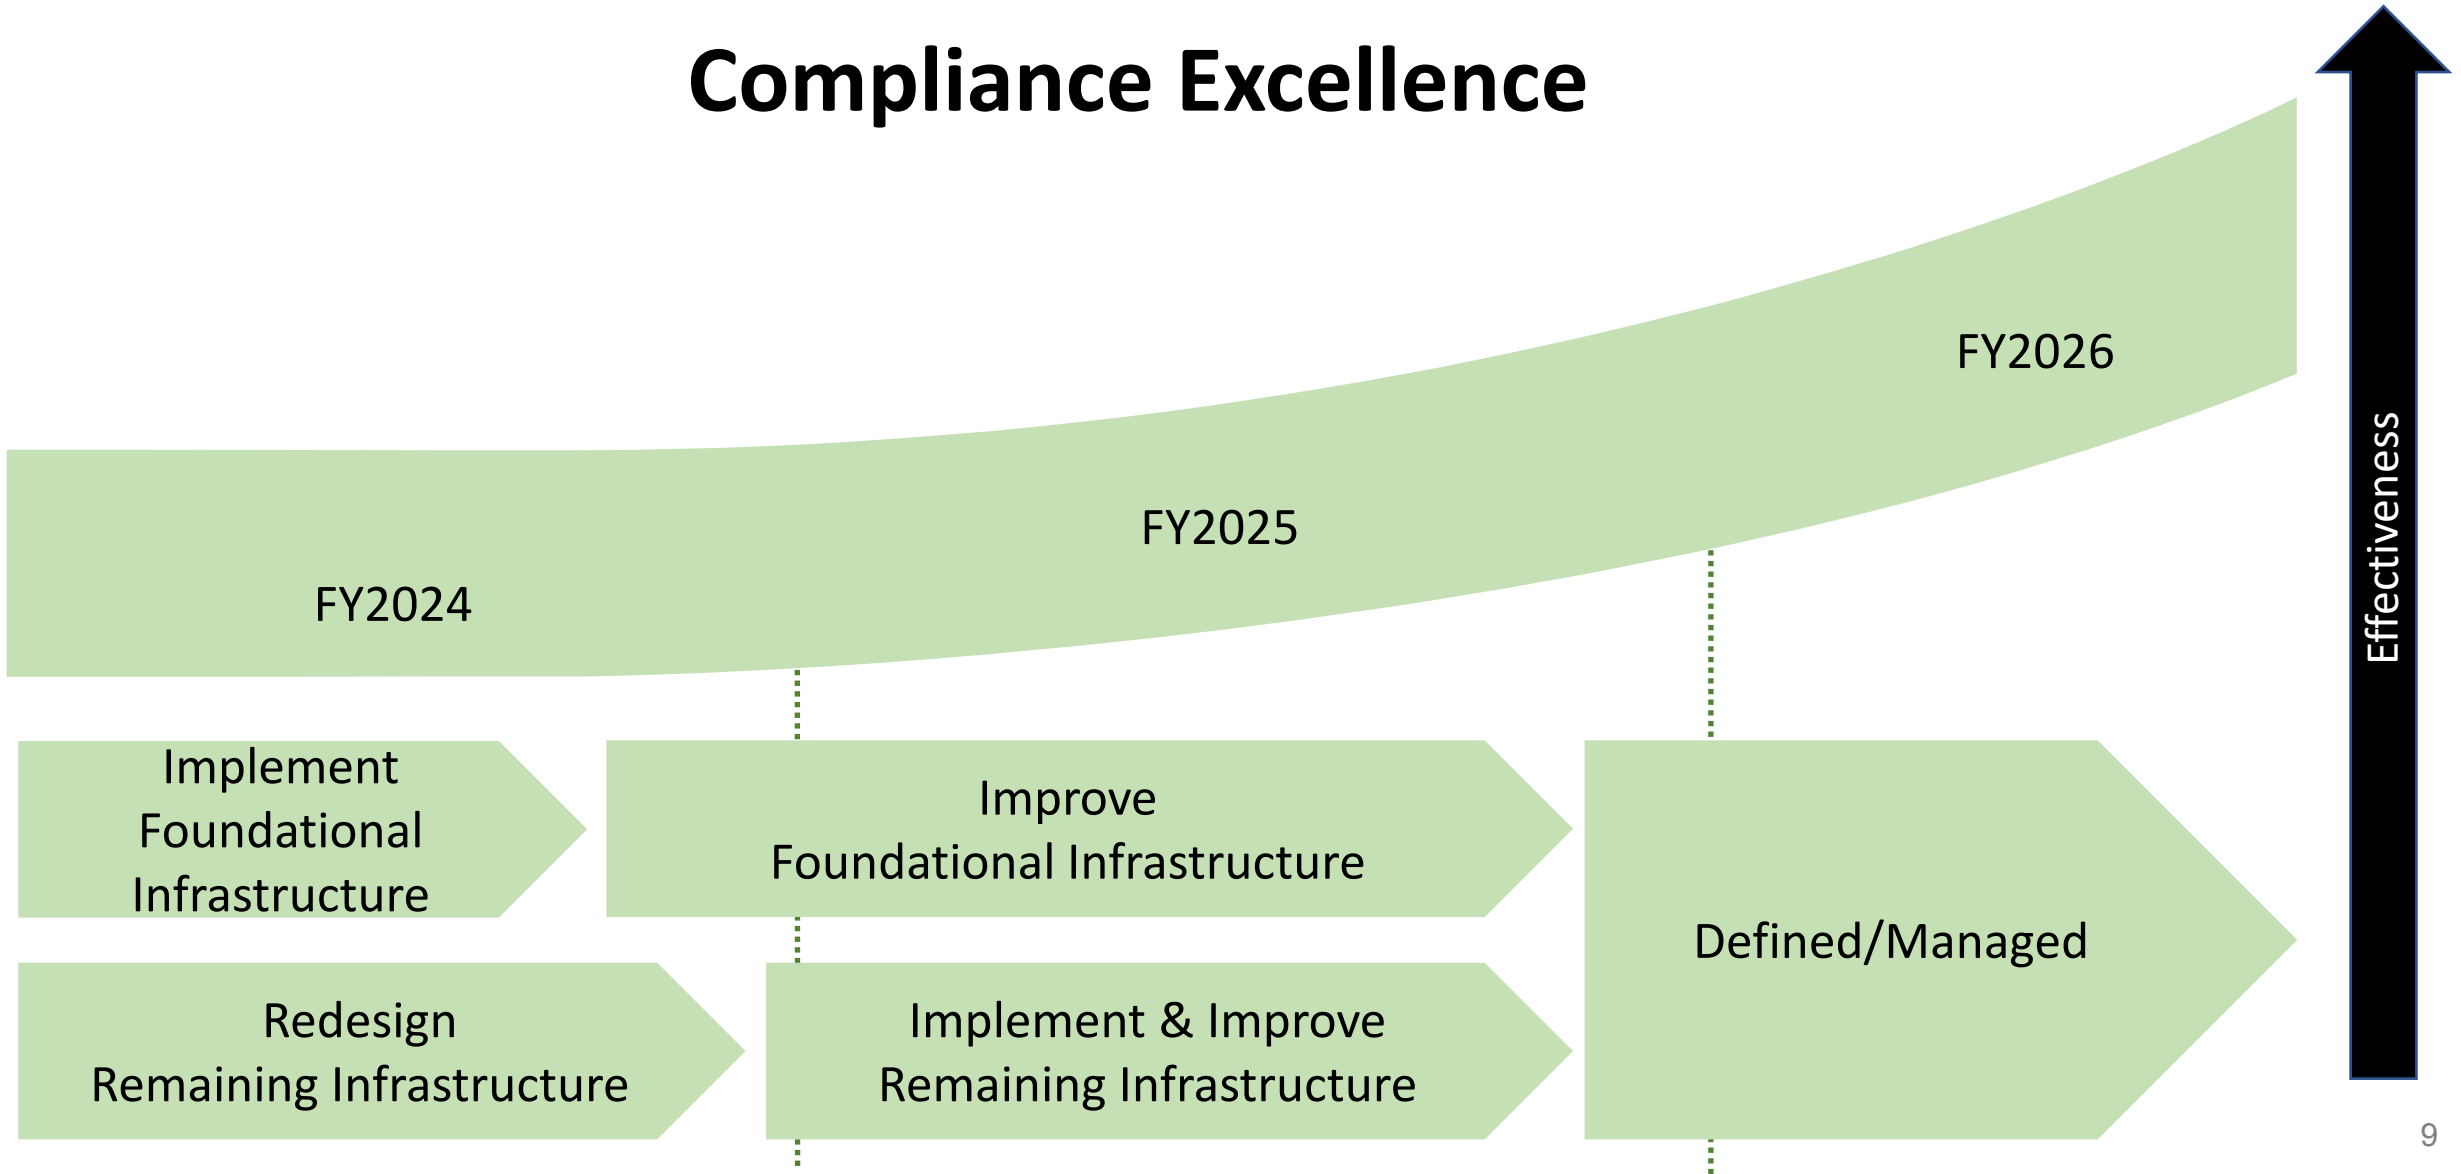 Compliance Excellence
FY2024
FY2025
FY2026
Effectiveness
Implement
Foundational
Infrastructure
Improve
Foundational Infrastructure
Redesign
Remaining Infrastructure
Implement & Improve
Remaining Infrastructure
Defined/Managed
9